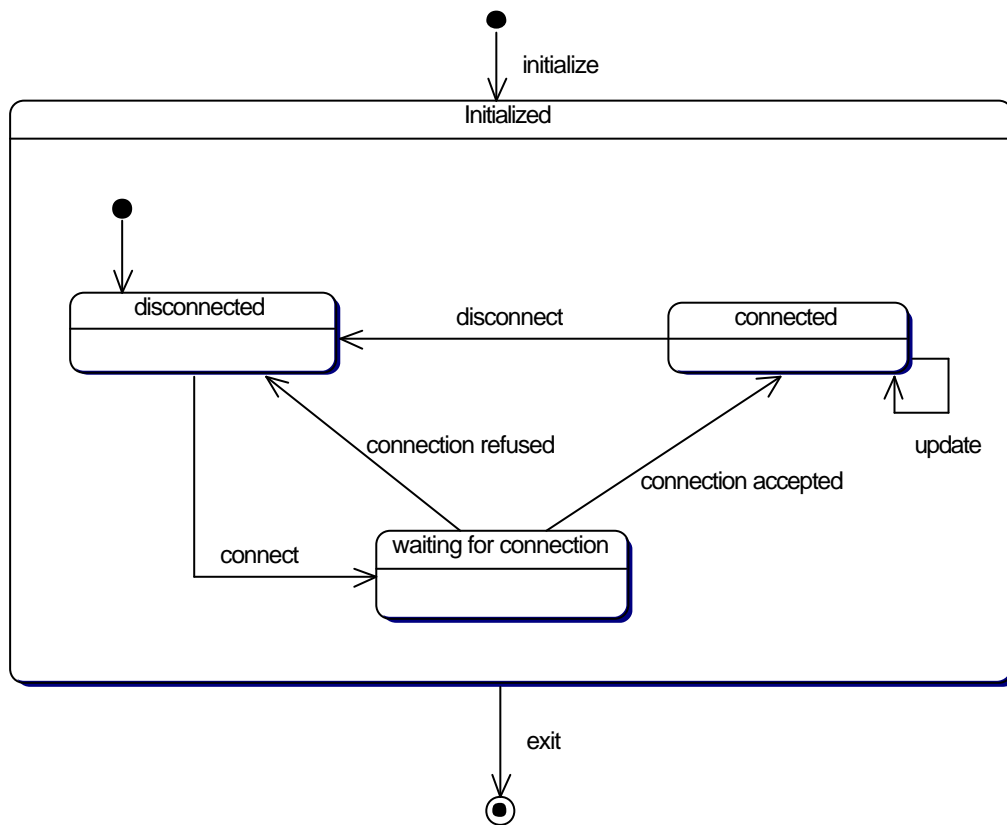 initialize
Initialized
disconnected
disconnect
connected
connection refused
update
connection accepted
connect
waiting for connection
exit